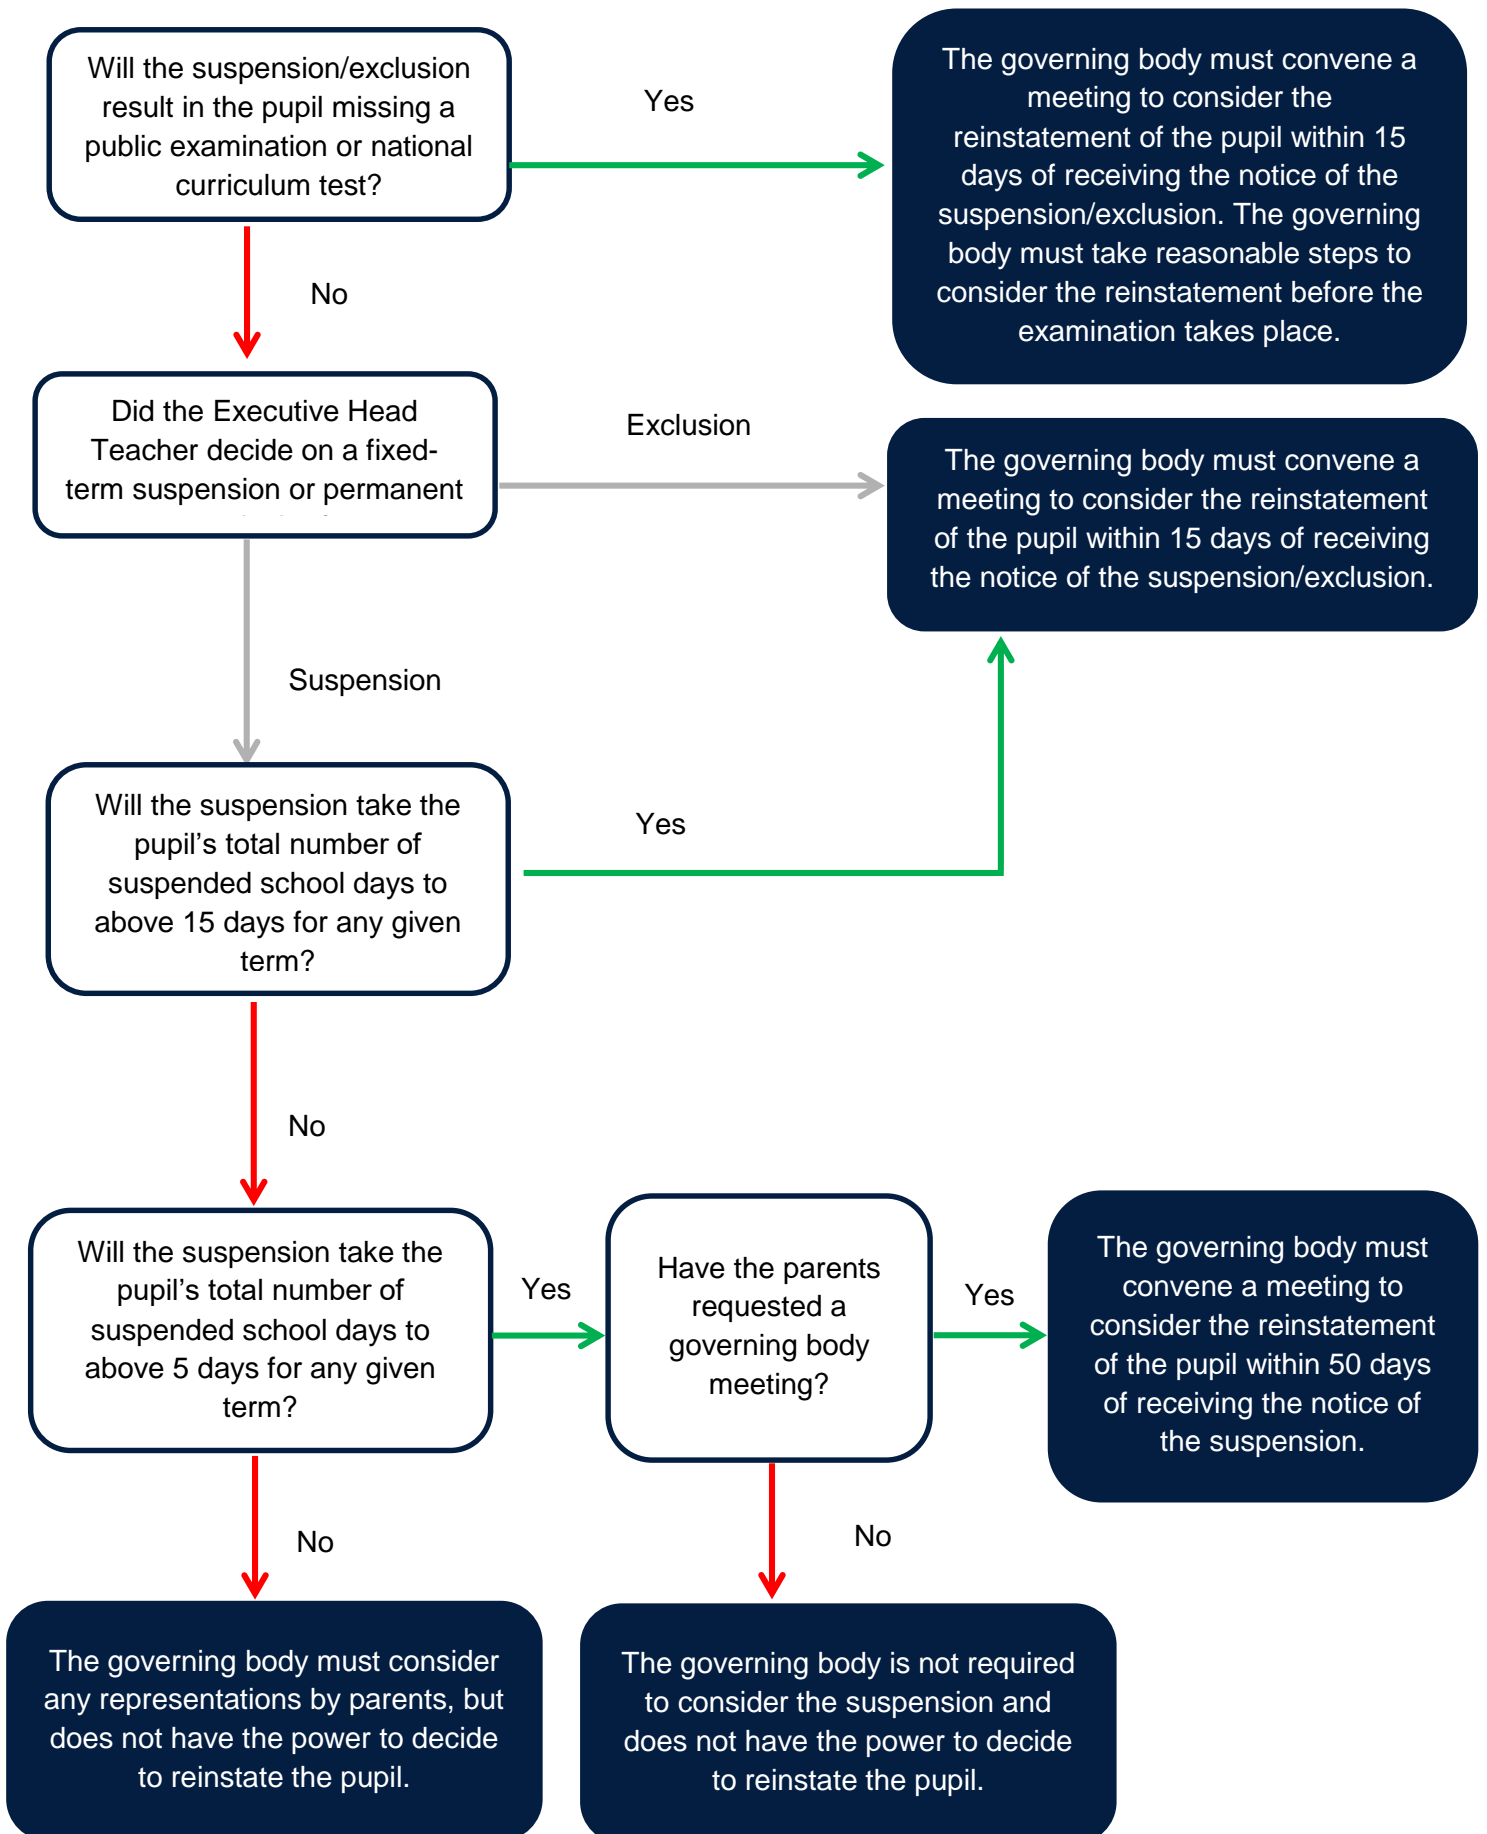 Will the suspension/exclusion
result in the pupil missing a
public examination or national
curriculum test?
Yes
The governing body must convene a
meeting to consider the
reinstatement of the pupil within 15
days of receiving the notice of the
suspension/exclusion. The governing
body must take reasonable steps to
consider the reinstatement before the
examination takes place.
No
Did the Executive Head
Teacher decide on a fixed-
term suspension or permanent
Exclusion
The governing body must convene a
meeting to consider the reinstatement
of the pupil within 15 days of receiving
the notice of the suspension/exclusion.
Suspension
Will the suspension take the
pupil’s total number of
suspended school days to
above 15 days for any given
term?
Yes
No
Will the suspension take the
pupil’s total number of
suspended school days to
above 5 days for any given
term?
Yes
Have the parents
requested a
governing body
meeting?
Yes
The governing body must
convene a meeting to
consider the reinstatement
of the pupil within 50 days
of receiving the notice of
the suspension.
No
No
The governing body must consider
any representations by parents, but
does not have the power to decide
to reinstate the pupil.
The governing body is not required
to consider the suspension and
does not have the power to decide
to reinstate the pupil.